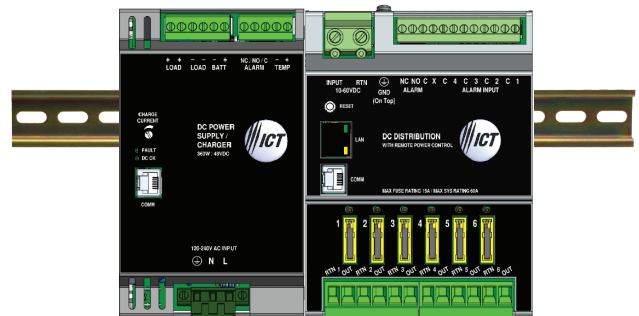 + + - - - + NC / NO / C - +
LOAD LOAD BATT ALARM TEMP
CHARGE
CURRENT
DC POWER
SUPPLY /
CHARGER
360W / 48VDC
ICT
FAULT
DC OK
COMM
120-240V AC INPUT
N L
INPUT RTN
10-60VDC
GND
(On Top)
NC NO C X C 4 C 3 C 2 C 1
ALARM ALARM INPUT
RESET
LAN
DC DISTRIBUTION
WITH REMOTE POWER CONTROL
ICT
COMM
MAX FUSE RATING 15A / MAX SYS RATING 60A
1 2 3 4 5 6
RTN 1 OUT RTN 2 OUT RTN 3 OUT RTN 4 OUT RTN 5 OUT RTN 6 OUT